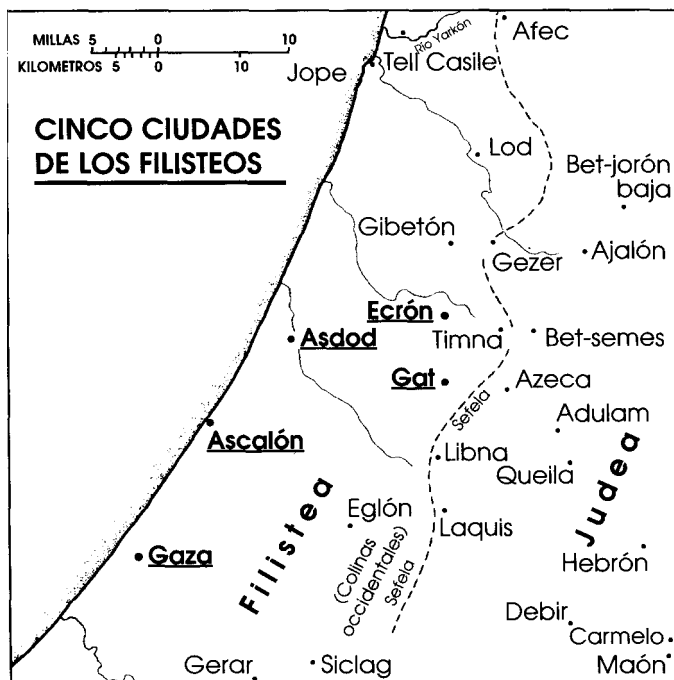 MILLAS 5 0 10
KILOMETROS 5 0 10
CINCO CIUDADES
DE LOS FILISTEOS
Río Yarkón
Afec
Jope
Tell Casile
Lod
Bet-jorón
baja
Gibetón
Gezer
Ajalón
Ecrón
Asdod
Timna
Bet-semes
Gat
Azeca
Sefela
Adulam
Ascalón
Libna
Queila
Judea
Filistea
Eglón
Laquis
(Colinas
occidentales)
Sefela
Gaza
Hebrón
Debir
Carmelo
Gerar
Siclag
Maón